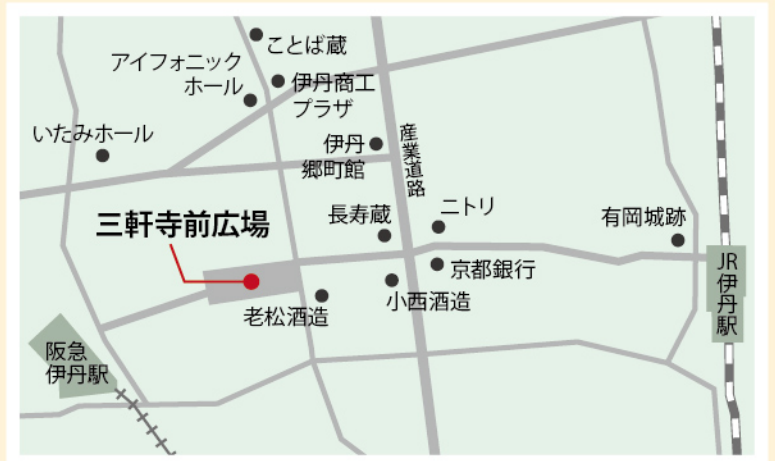 ことば蔵
アイフォニック
ホール
伊丹商工
プラザ
いたみホール
伊丹
郷町館
産業道路
三軒寺前広場
長寿蔵
ニトリ
有岡城跡
京都銀行
小西酒造
老松酒造
JR伊丹駅
阪急
伊丹駅